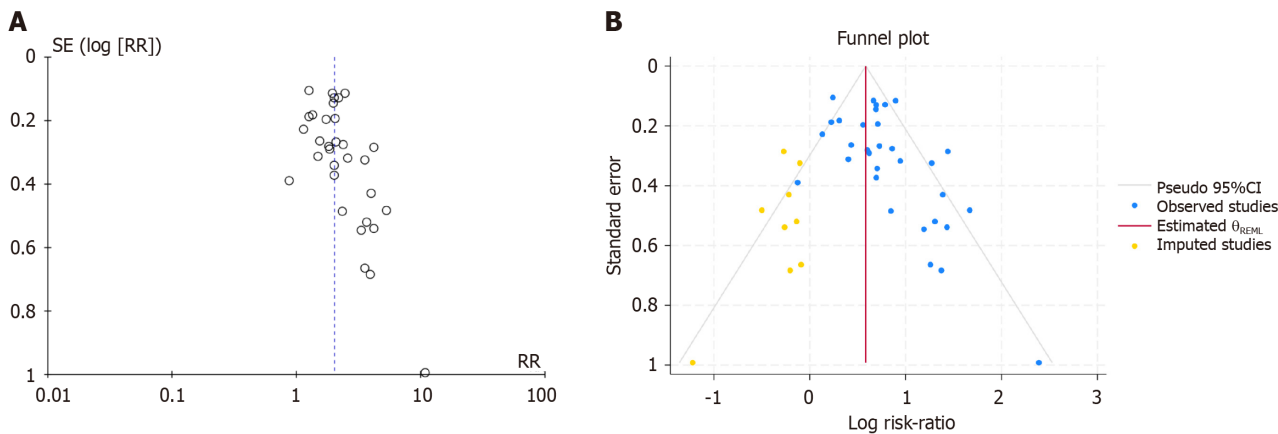 A
SE (log [RR])
0
0.2
0.4
0.6
0.8
1
RR
0.01
0.1
1
10
100
B
Funnel plot
Standard error
0
0.2
0.4
0.6
0.8
1
-1
0
1
2
3
Log risk-ratio
Pseudo 95%CI
Observed studies
Estimated θREML
Imputed studies